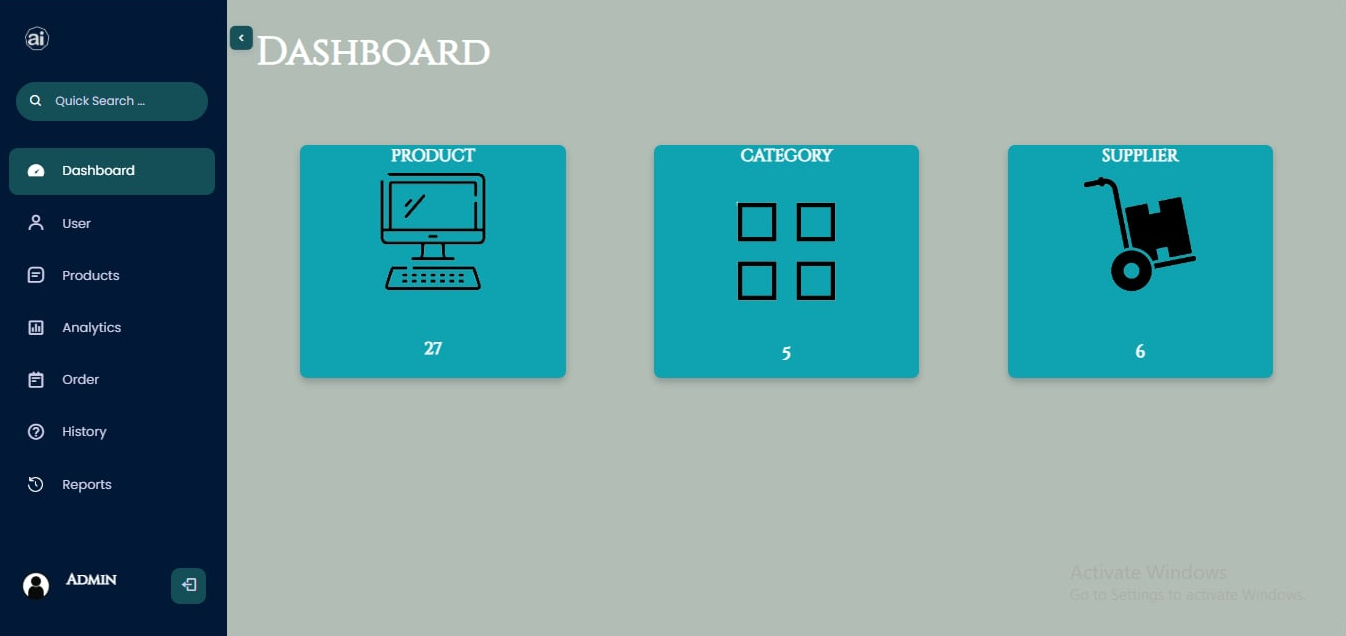 ai
Quick Search ...
Dashboard
User
Products
Analytics
Order
History
Reports
Admin
Dashboard
PRODUCT
27
CATEGORY
5
SUPPLIER
6
Activate Windows
Go to Settings to activate Windows.